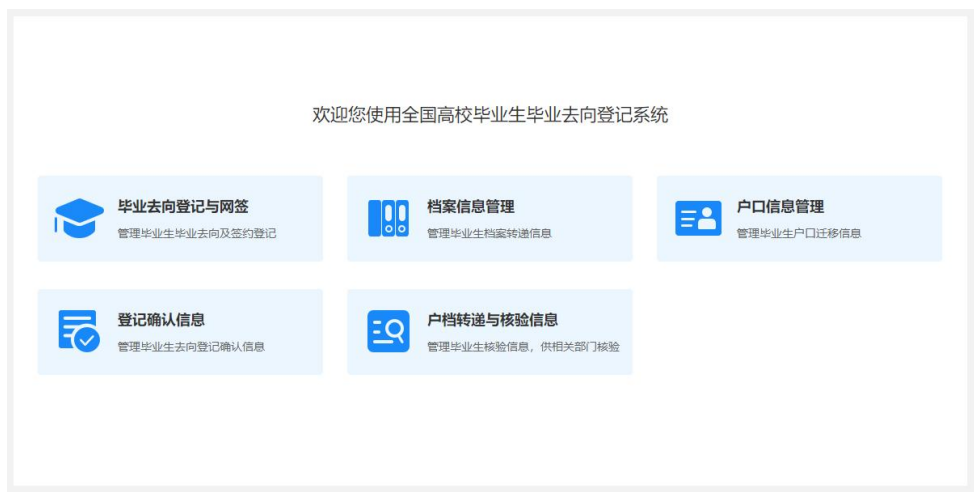 欢迎您使用全国高校毕业生毕业去向登记系统
毕业去向登记与网签
管理毕业生毕业去向及签约登记
档案信息管理
管理毕业生档案转递信息
户口信息管理
管理毕业生户口迁移信息
登记确认信息
管理毕业生去向登记确认信息
户档转递与核验信息
管理毕业生核验信息，供相关部门核验